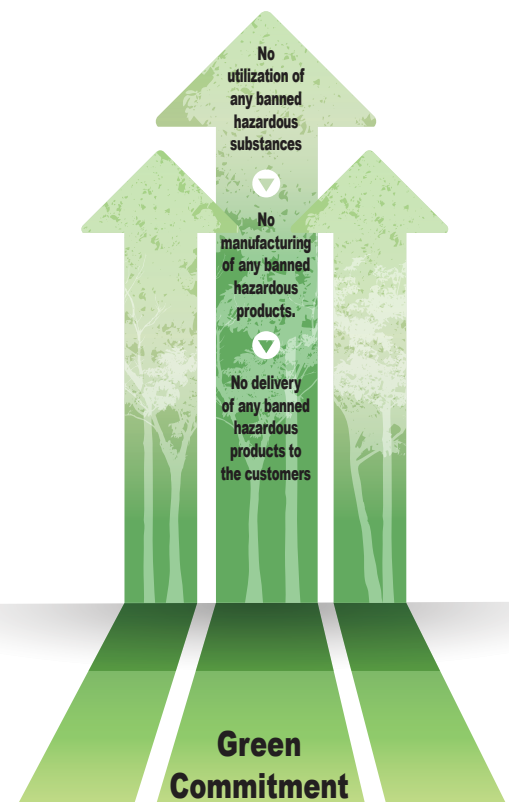 No
utilization of
any banned
hazardous
substances
No
manufacturing
of any banned
hazardous
products.
No delivery
of any banned
hazardous
products to
the customers
Green
Commitment